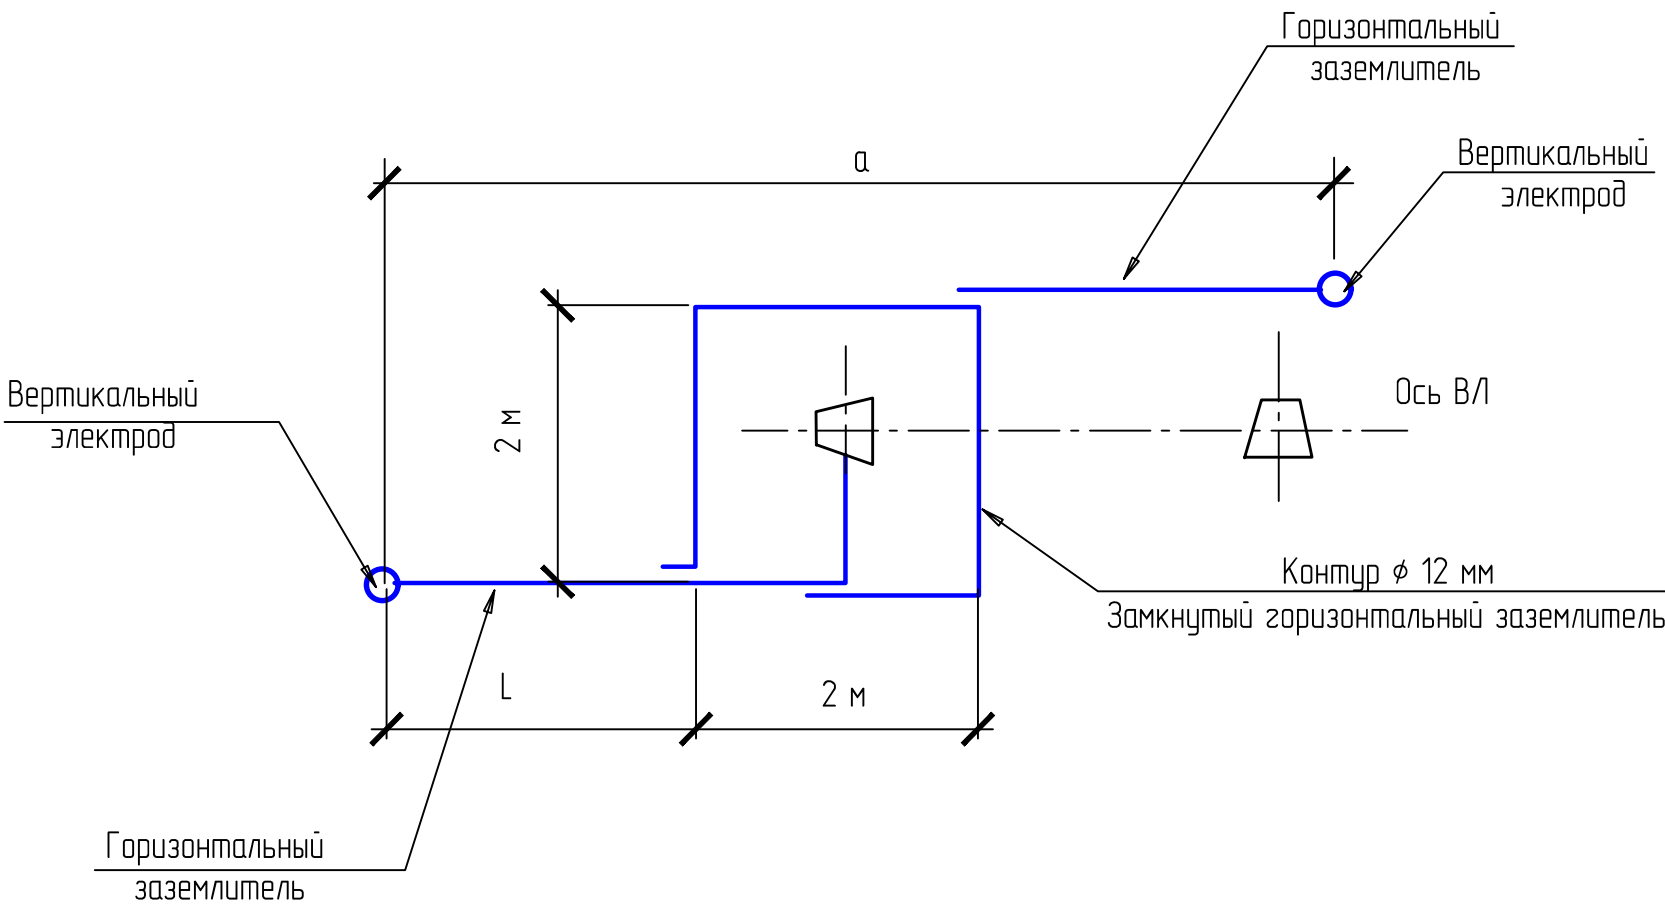 Горизонтальный
заземлитель
а
Вертикальный
электрод
Вертикальный
электрод
2 м
Ось ВЛ
Контур ϕ 12 мм
Замкнутый горизонтальный заземлитель
L
2 м
Горизонтальный
заземлитель